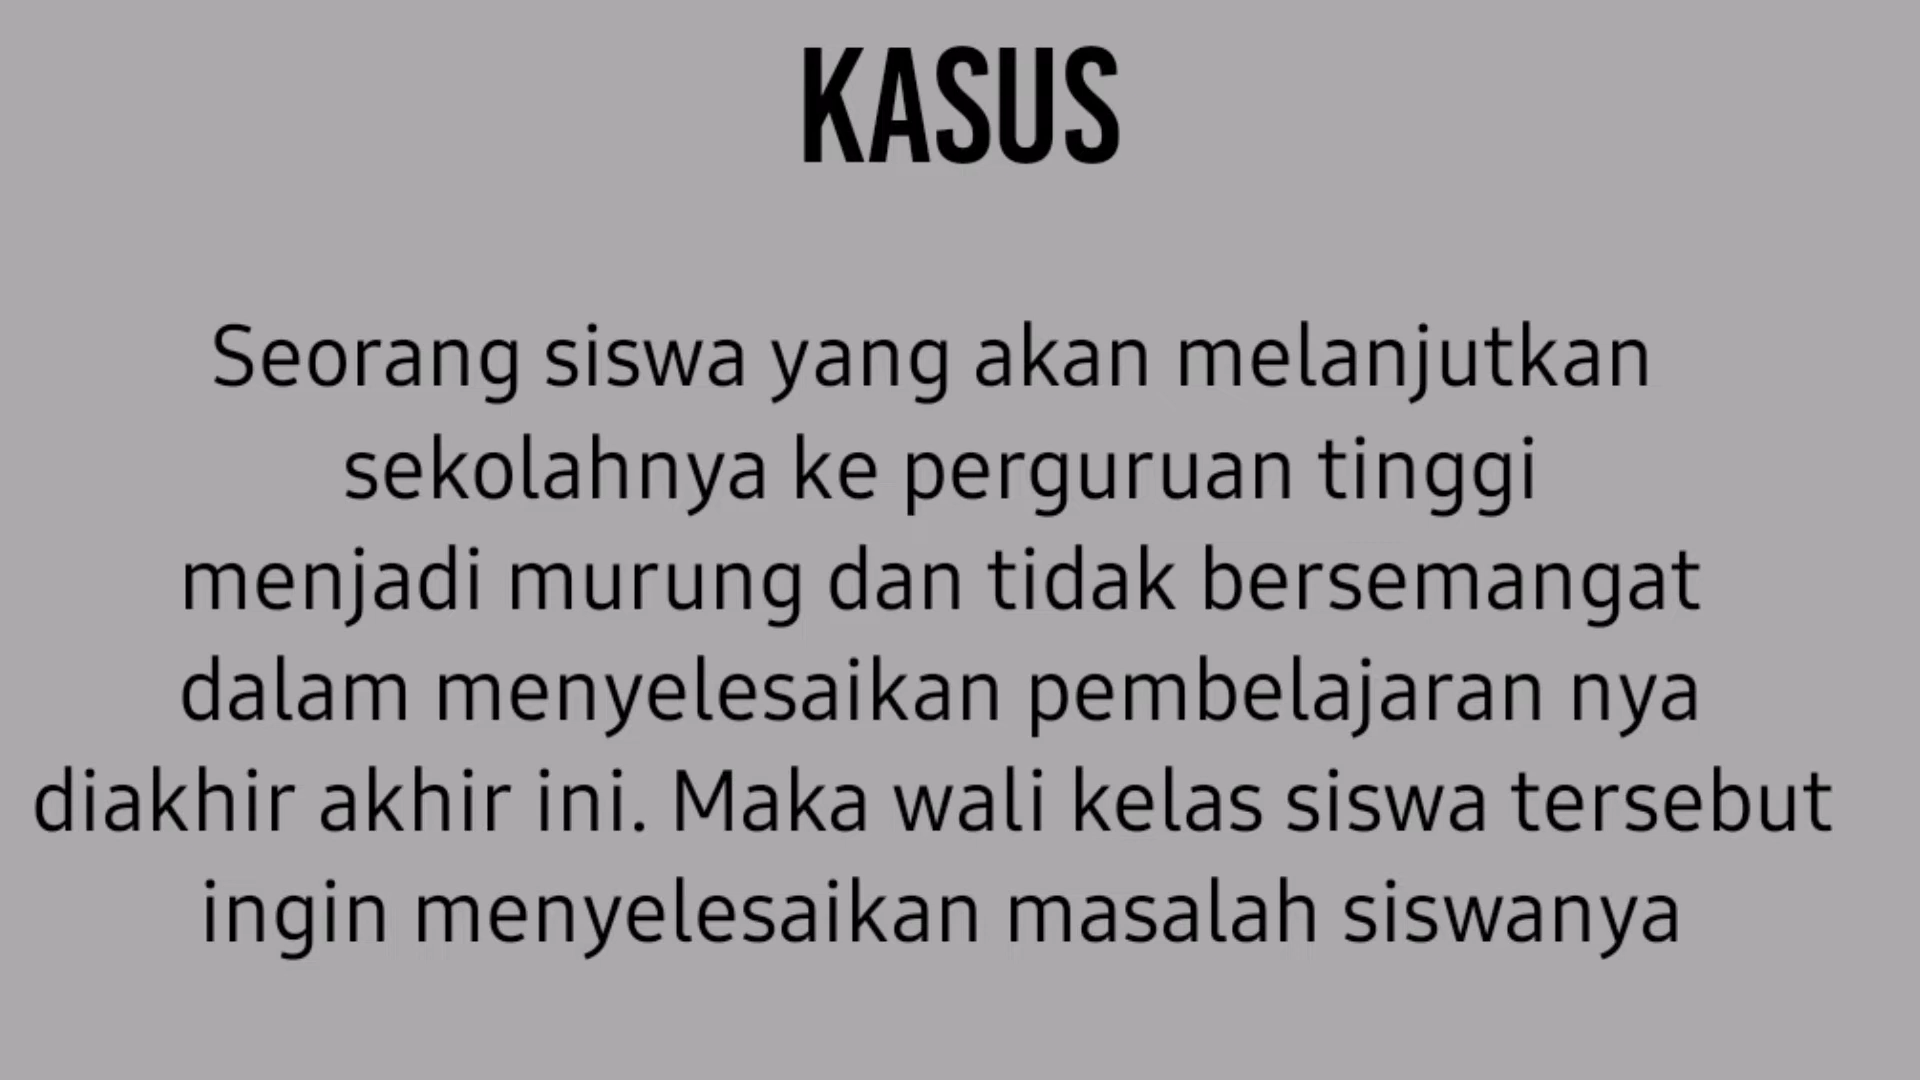 KASUS
Seorang siswa yang akan melanjutkan
sekolahnya ke perguruan tinggi
menjadi murung dan tidak bersemangat
dalam menyelesaikan pembelajaran nya
diakhir akhir ini. Maka wali kelas siswa tersebut
ingin menyelesaikan masalah siswanya